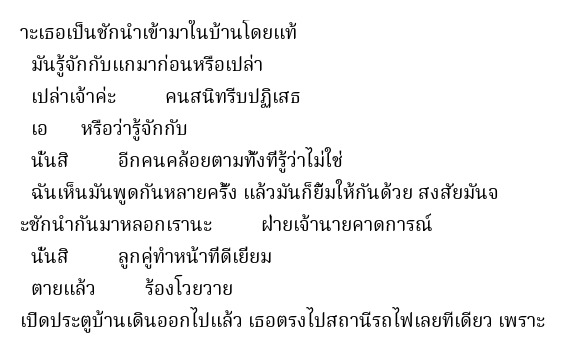 าะเธอเป็นชักนำเข้ามาในบ้านโดยแท้
มันรู้จักกับแกมาก่อนหรือเปล่า
เปล่าเจ้าค่ะ คนสนิทรีบปฏิเสธ
เอ หรือว่ารู้จักกับ
นั่นสิ อีกคนคล้อยตามทั้งที่รู้ว่าไม่ใช่
ฉันเห็นมันพูดกันหลายครั้ง แล้วมันก็ยิ้มให้กันด้วย สงสัยมันจ
ะชักนำกันมาหลอกเรานะ ฝ่ายเจ้านายคาดการณ์
นั่นสิ ลูกคู่ทำหน้าที่ดีเยี่ยม
ตายแล้ว ร้องโวยวาย
เปิดประตูบ้านเดินออกไปแล้ว เธอตรงไปสถานีรถไฟเลยทีเดียว เพราะ